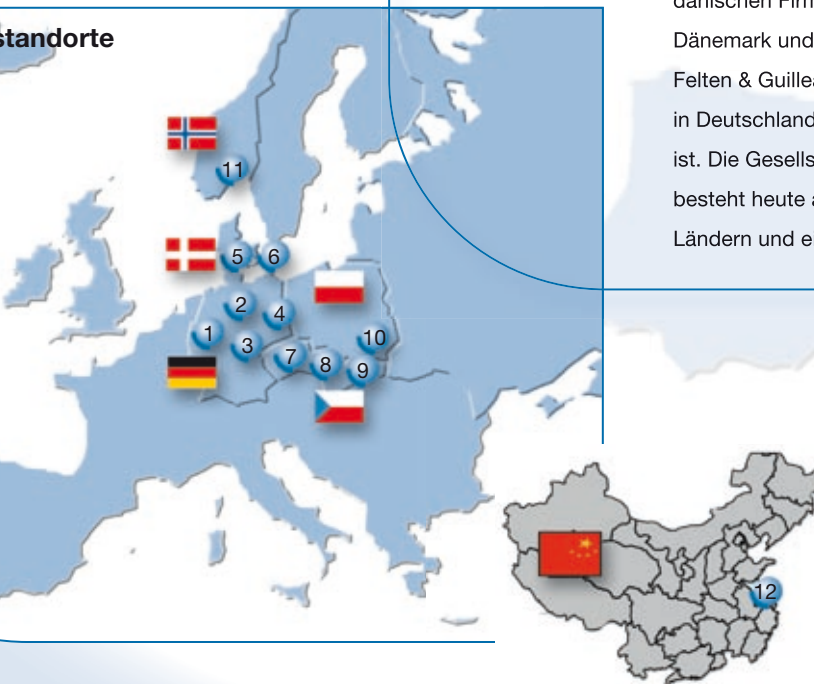 standorte
Dänemark und
Felten & Guillea
in Deutschland
ist. Die Gesells
besteht heute a
Ländern und e
11
5
6
2
4
1
3
10
7
8
9
12